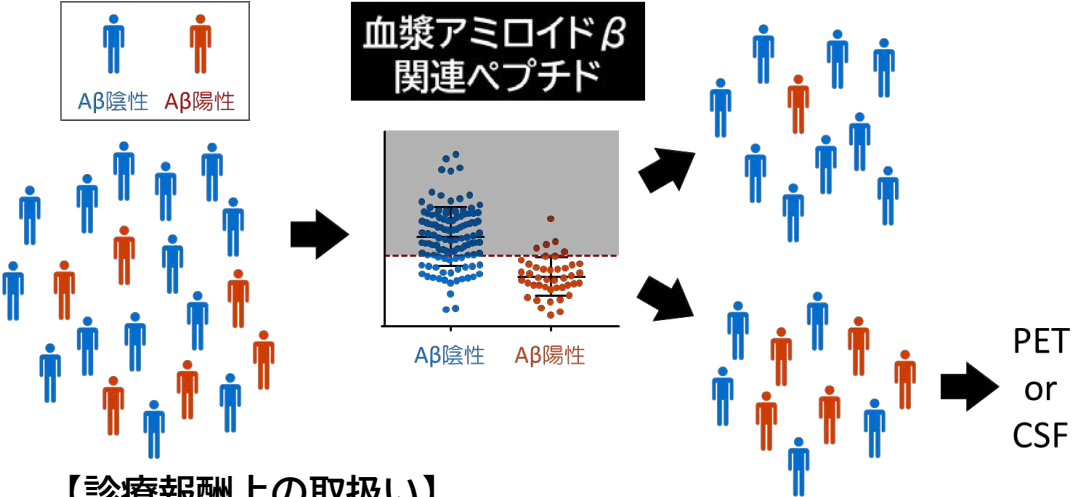 血漿アミロイドβ
関連ペプチド
Aβ陰性 Aβ陽性
Aβ陰性 Aβ陽性
PET
or
CSF
【診療報酬上の取扱い】